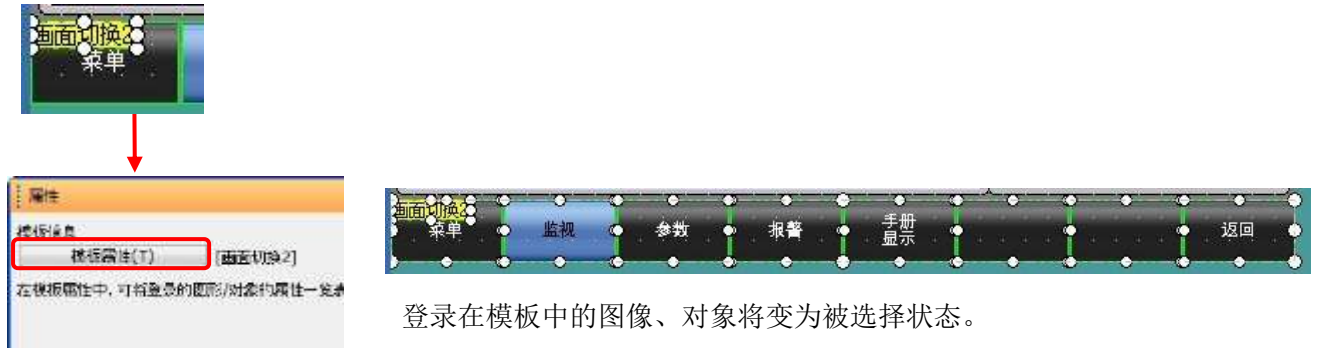 画面切换2
菜单
属性
模板信息
模板属性(T)
[画面切换2]
在模板属性中,可将登录的图形/对象的属性一览表
画面切换2
菜单
监视
参数
报警
手册
显示
返回
登录在模板中的图像、对象将变为被选择状态。